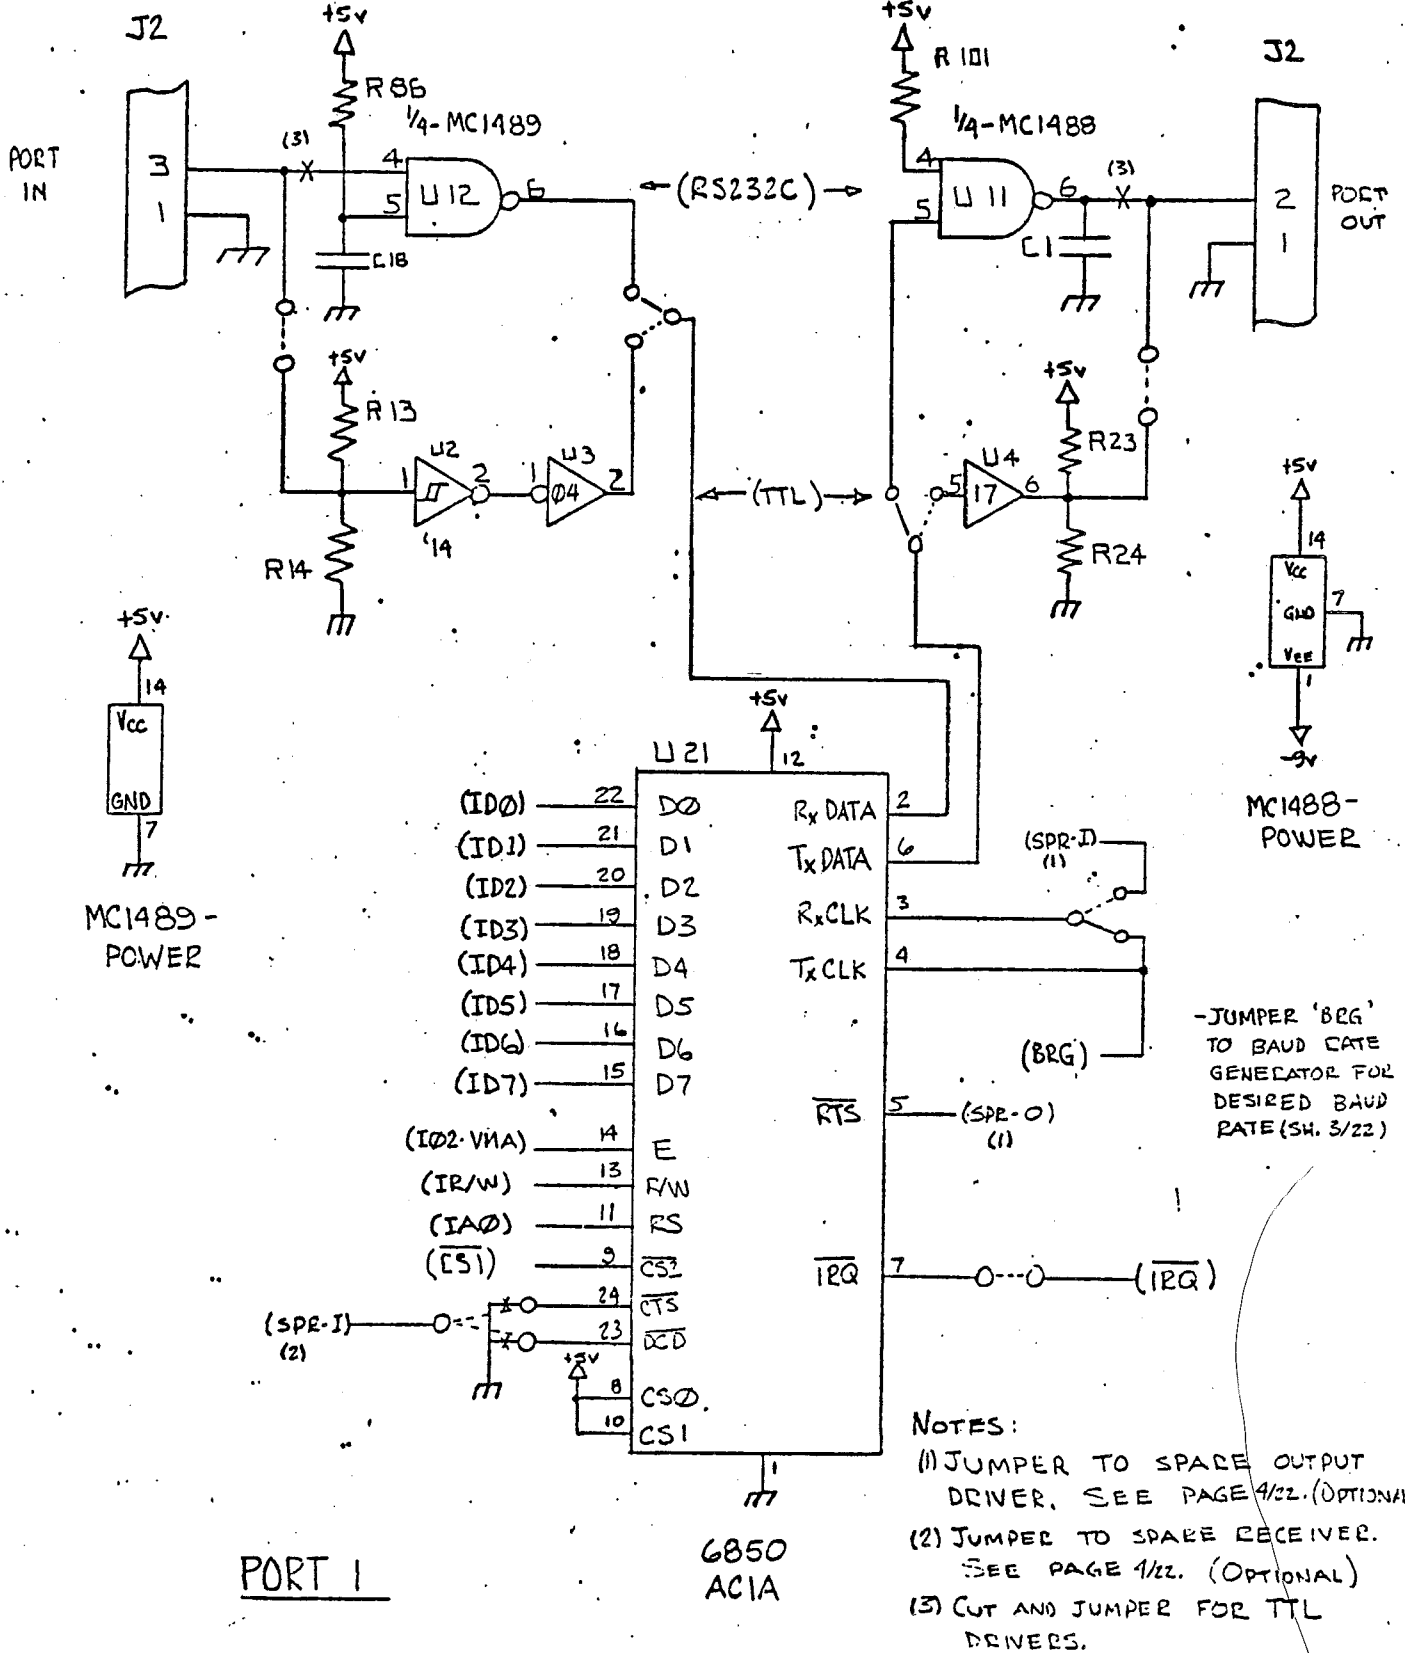 J2
+5v
R86
1/4-MC1489
PORT
IN
3
1
(3)
4
5
U12
6
C18
(RS232C)
+5v
R101
1/4-MC1488
4
5
U11
6
(3)
C1
J2
2
1
PORT
OUT
+5v
R13
R14
1
U2
2
'14
1
U3
Ø4
2
(TTL)
5
U4
17
6
+5v
R23
R24
+5v
14
Vcc
GND
7
MC1489-
POWER
+5v
14
Vcc
GND
7
VEE
1
-9v
MC1488-
POWER
U21
+5v
12
(IDØ) 22 DØ
(ID1) 21 D1
(ID2) 20 D2
(ID3) 19 D3
(ID4) 18 D4
(ID5) 17 D5
(ID6) 16 D6
(ID7) 15 D7
(IØ2·VMA) 14 E
(IR/W) 13 R/W
(IAØ) 11 RS
(CS1) 9 CS2
24 CTS
(SPR-I)
(2)
23 DCD
+5v
8 CSØ
10 CS1
1
RxDATA 2
TxDATA 6
RxCLK 3
TxCLK 4
(SPR-I)
(1)
(BRG)
RTS 5 (SPR-O)
(1)
IRQ 7 (IRQ)
-JUMPER 'BRG'
TO BAUD RATE
GENERATOR FOR
DESIRED BAUD
RATE (SH. 3/22)
6850
ACIA
PORT 1
NOTES:
(1) JUMPER TO SPARE OUTPUT
DRIVER. SEE PAGE 4/22. (OPTIONA
(2) JUMPER TO SPARE RECEIVER.
SEE PAGE 4/22. (OPTIONAL)
(3) CUT AND JUMPER FOR TTL
DRIVERS.